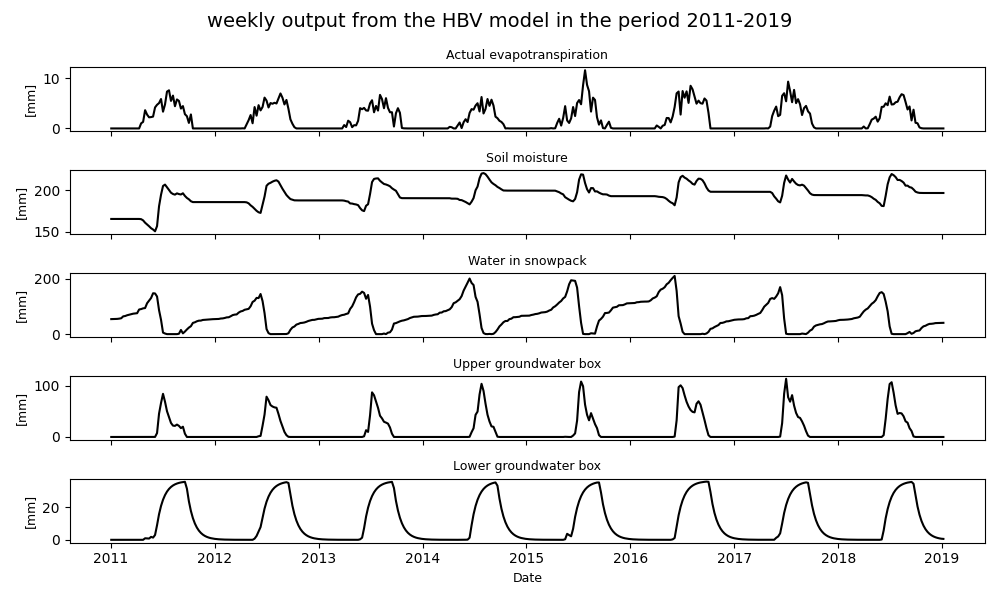 weekly output from the HBV model in the period 2011-2019
Actual evapotranspiration
10
0
[mm]
Soil moisture
200
150
[mm]
Water in snowpack
200
0
[mm]
Upper groundwater box
100
0
[mm]
Lower groundwater box
20
0
[mm]
2011 2012 2013 2014 2015 2016 2017 2018 2019
Date